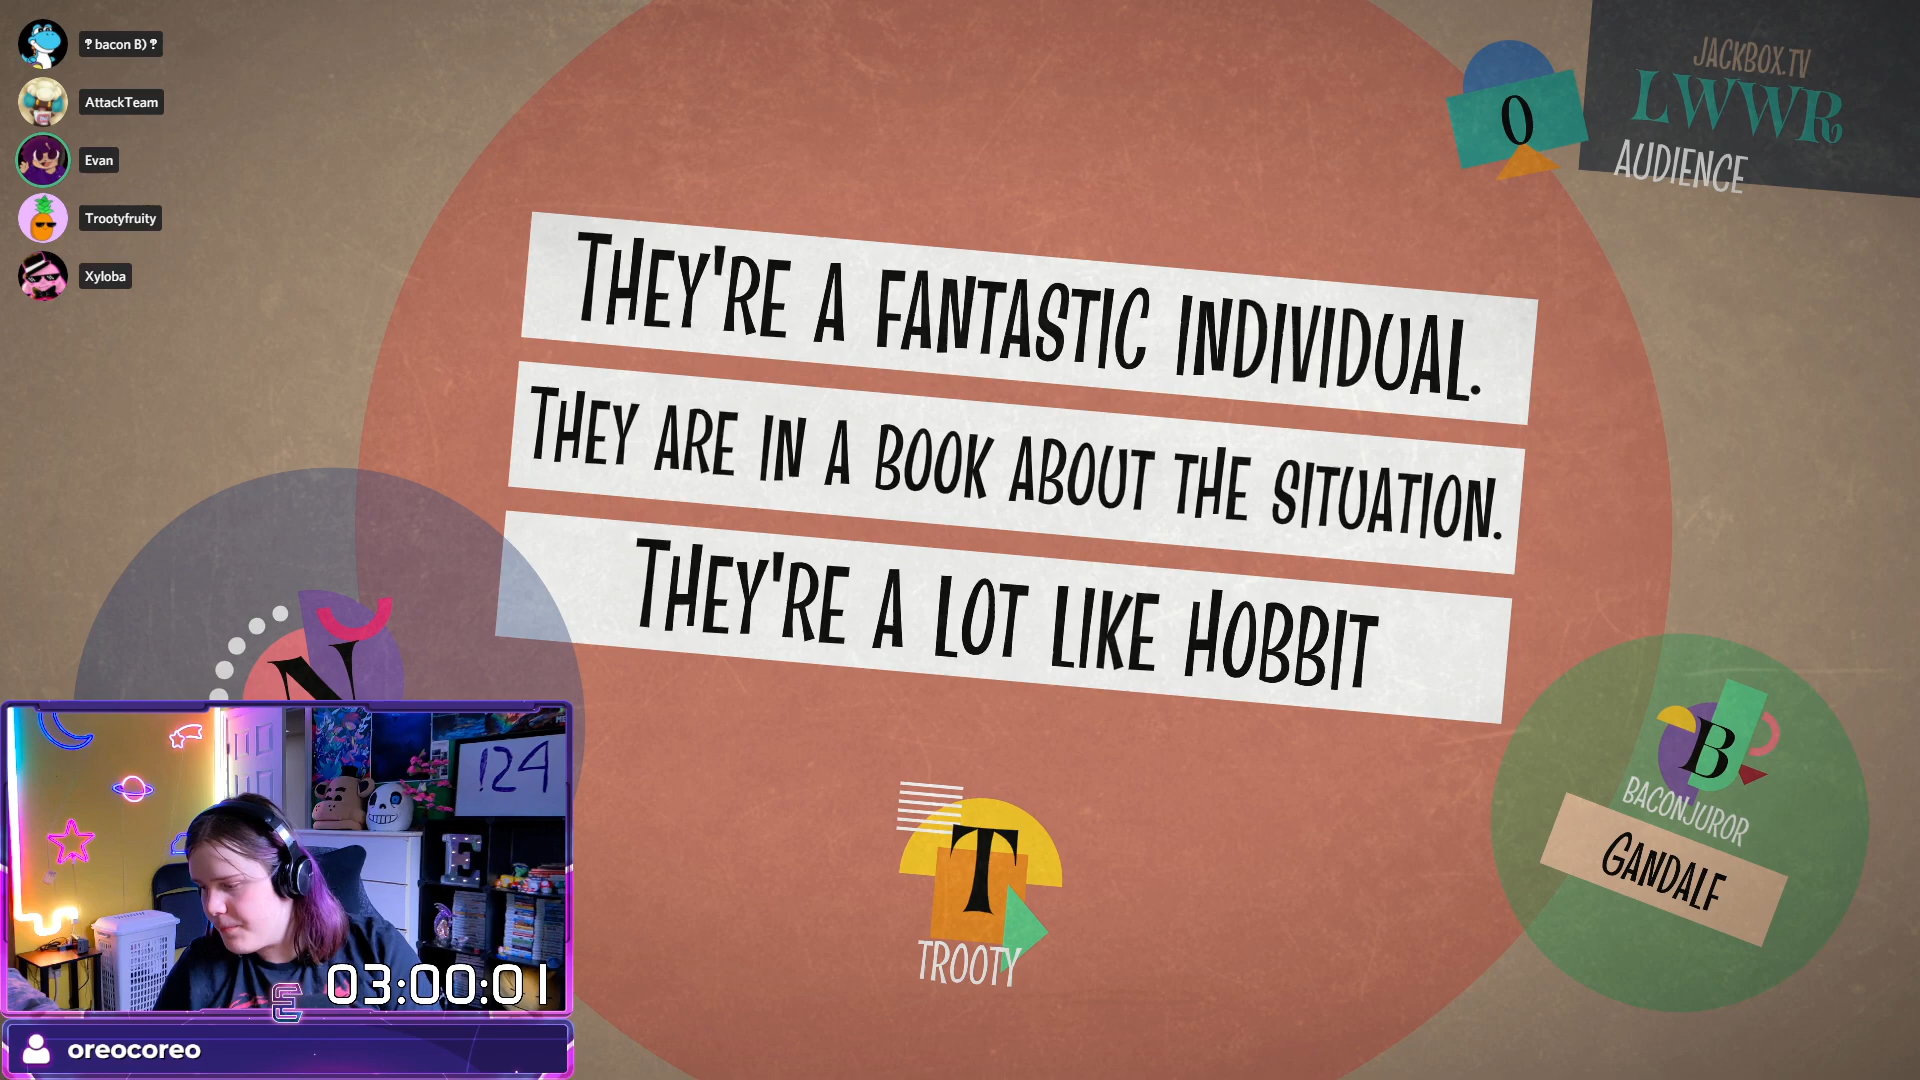 ? bacon B) ?
AttackTeam
Evan
Trootyfruity
Xyloba
JACKBOX.TV
LWWR
AUDIENCE
0
THEY'RE A FANTASTIC INDIVIDUAL.
THEY ARE IN A BOOK ABOUT THE SITUATION.
THEY'RE A LOT LIKE HOBBIT
N
B
BACONJUROR
GANDALF
T
TROOTY
!24
E
03:00:01
E
oreocoreo